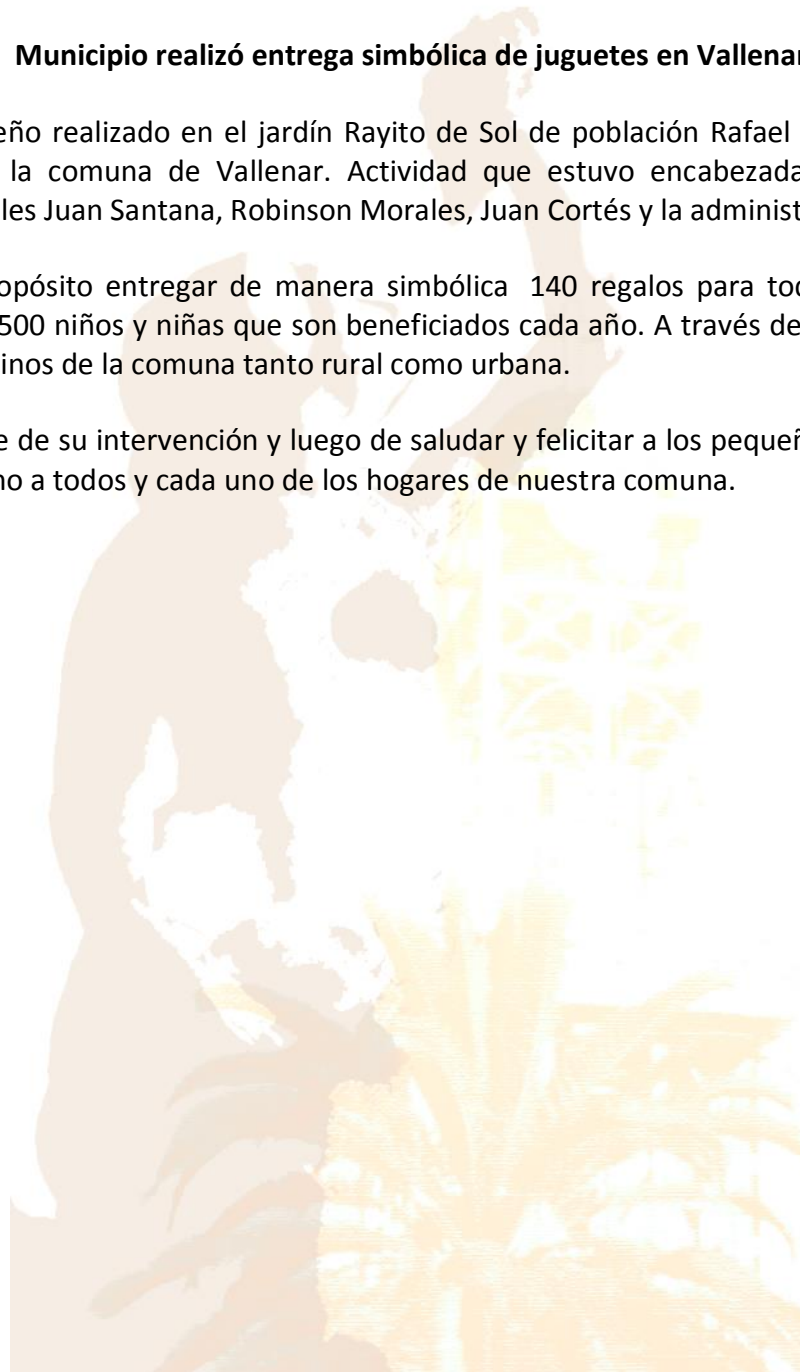 Municipio realizó entrega simbólica de juguetes en Vallenar
eño realizado en el jardín Rayito de Sol de población Rafael
la comuna de Vallenar. Actividad que estuvo encabezada
les Juan Santana, Robinson Morales, Juan Cortés y la administ
opósito entregar de manera simbólica 140 regalos para tod
500 niños y niñas que son beneficiados cada año. A través de
inos de la comuna tanto rural como urbana.
e de su intervención y luego de saludar y felicitar a los pequeñ
no a todos y cada uno de los hogares de nuestra comuna.